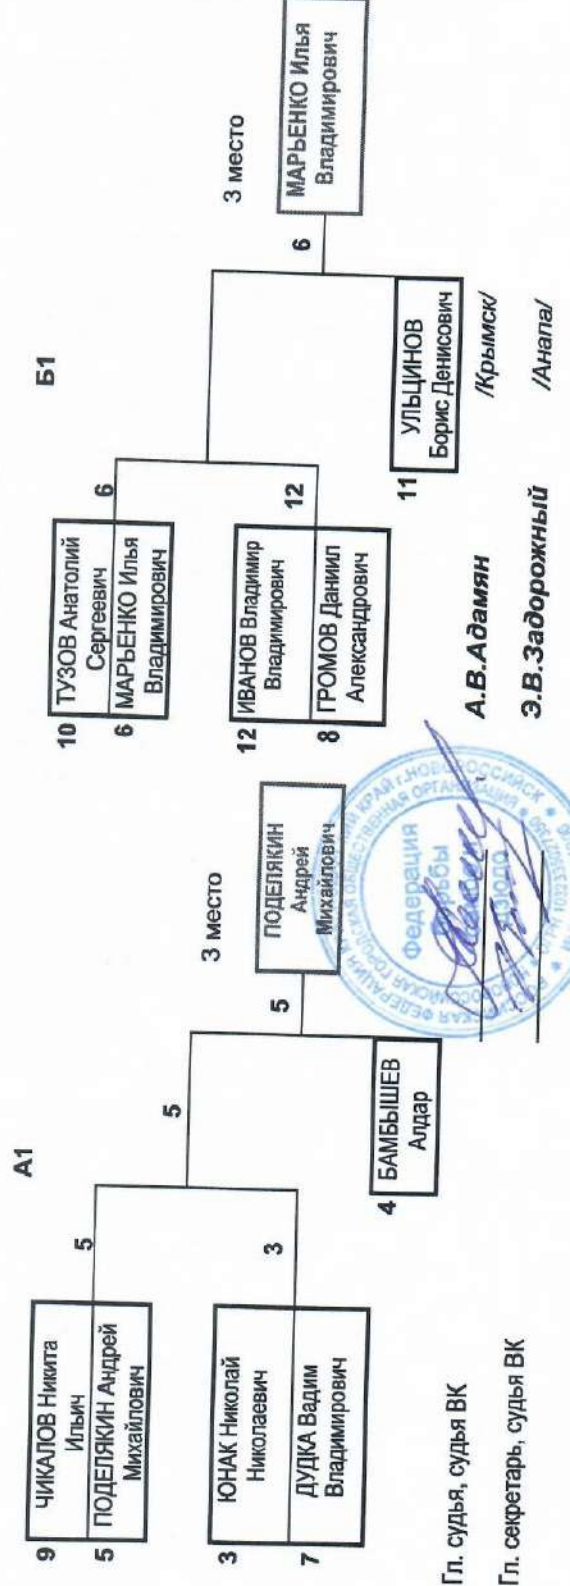 А1
9 ЧИКАЛОВ Никита
Ильич
5 ПОДЕЛЯКИН Андрей
Михайлович
5
3 ЮНАК Николай
Николаевич
7 ДУДКА Вадим
Владимирович
3
5
4 БАМБЫШЕВ
Алдар
5
3 место
ПОДЕЛЯКИН
Андрей
Михайлович
Б1
10 ТУЗОВ Анатолий
Сергеевич
6 МАРЬЕНКО Илья
Владимирович
6
12 ИВАНОВ Владимир
Владимирович
8 ГРОМОВ Даниил
Александрович
12
11 УЛЬЦИНОВ
Борис Денисович
6
3 место
МАРЬЕНКО Илья
Владимирович
Гл. судья, судья ВК А.В.Адамян /Крымск/
Гл. секретарь, судья ВК Э.В.Задорожный /Анапа/
Федерация
борьбы
дзюдо